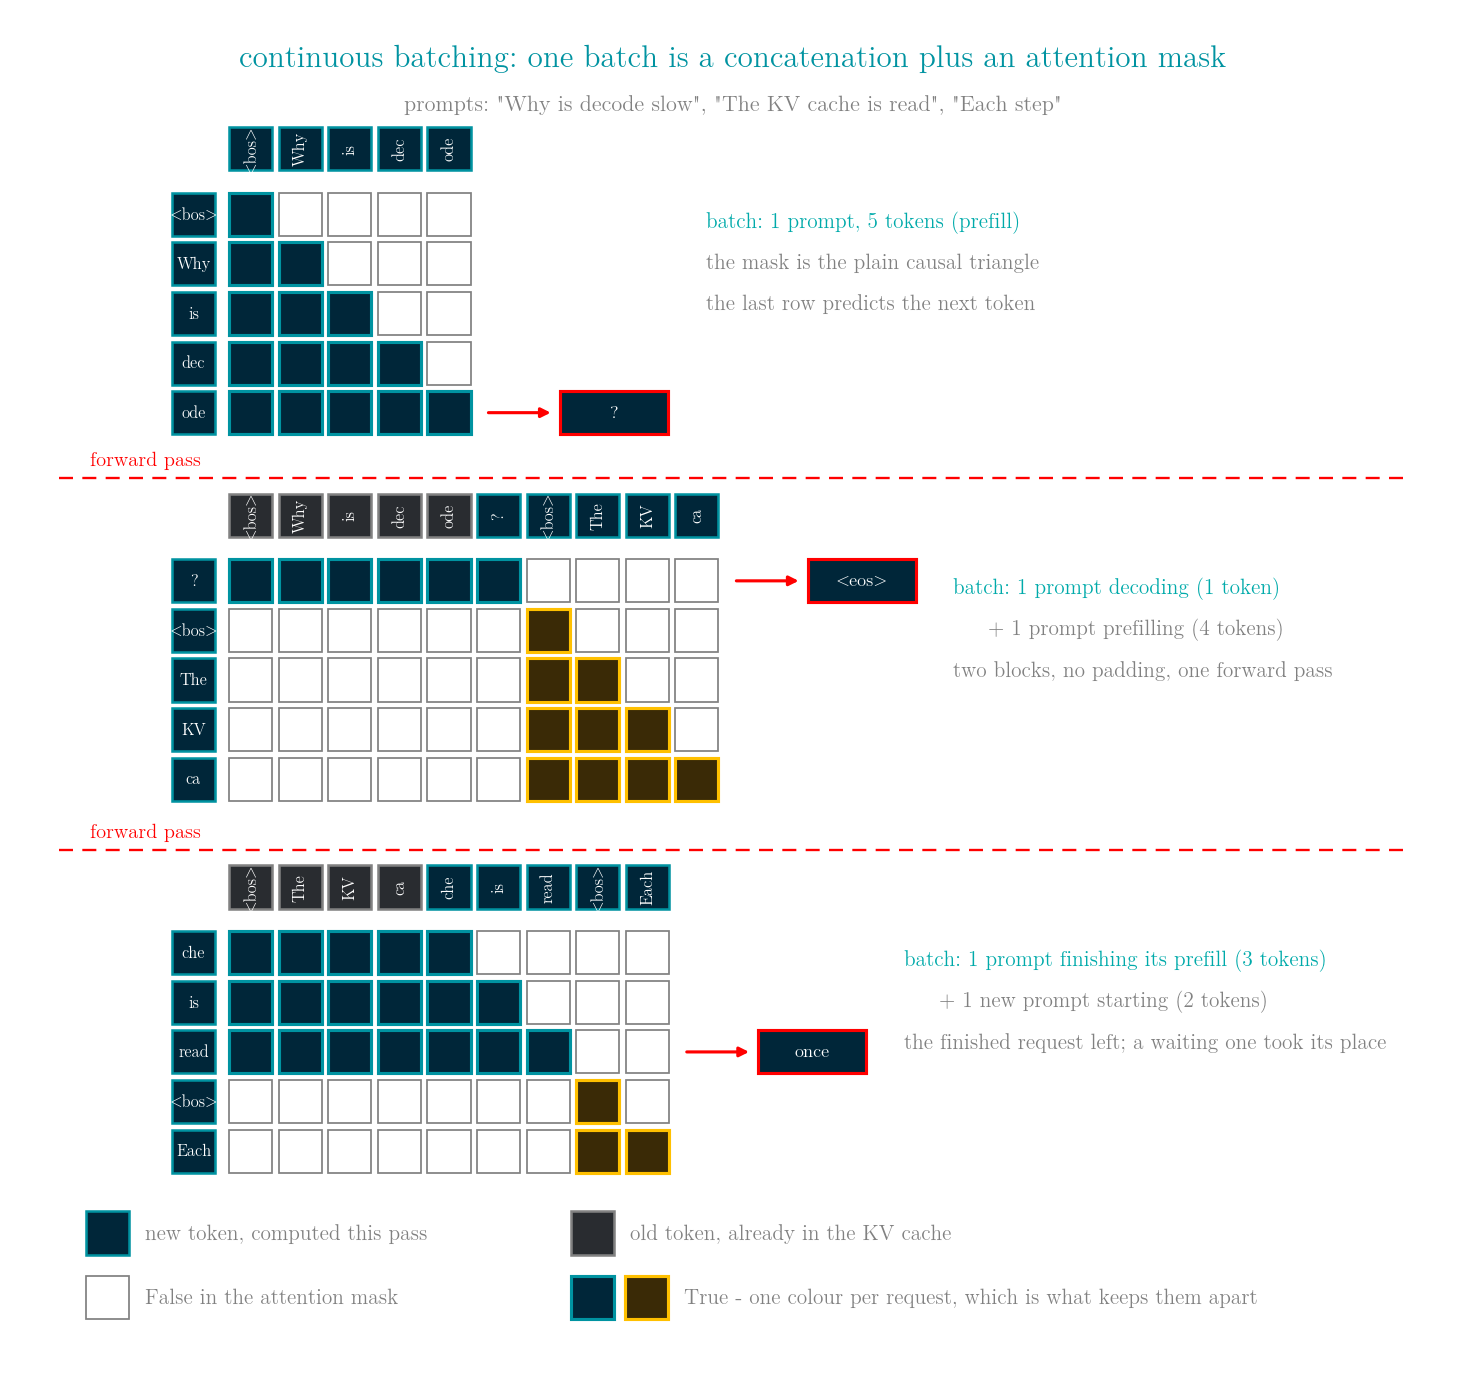 continuous batching: one batch is a concatenation plus an attention mask
prompts: "Why is decode slow", "The KV cache is read", "Each step"
<bos> Why is dec ode
<bos>
Why
is
dec
ode
?
batch: 1 prompt, 5 tokens (prefill)
the mask is the plain causal triangle
the last row predicts the next token
forward pass
<bos> Why is dec ode ? <bos> The KV ca
?
<bos>
The
KV
ca
<eos>
batch: 1 prompt decoding (1 token)
+ 1 prompt prefilling (4 tokens)
two blocks, no padding, one forward pass
forward pass
<bos> The KV ca che is read <bos> Each
che
is
read
<bos>
Each
once
batch: 1 prompt finishing its prefill (3 tokens)
+ 1 new prompt starting (2 tokens)
the finished request left; a waiting one took its place
new token, computed this pass
old token, already in the KV cache
False in the attention mask
True - one colour per request, which is what keeps them apart